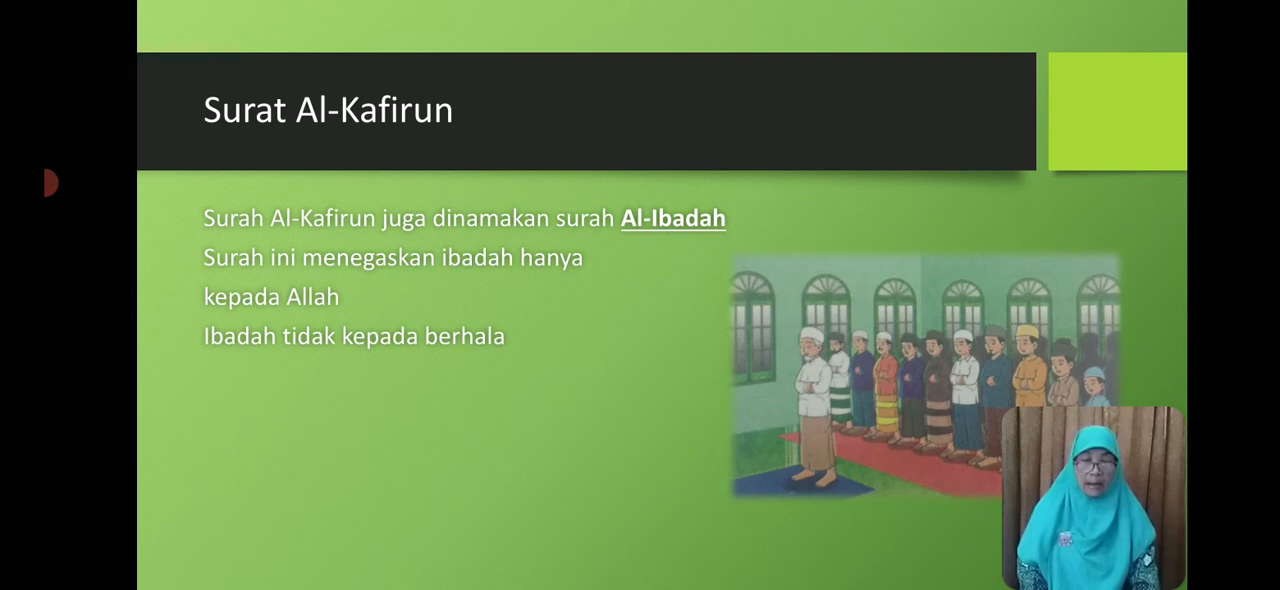 Surat Al-Kafirun
Surah Al-Kafirun juga dinamakan surah Al-Ibadah
Surah ini menegaskan ibadah hanya
kepada Allah
Ibadah tidak kepada berhala